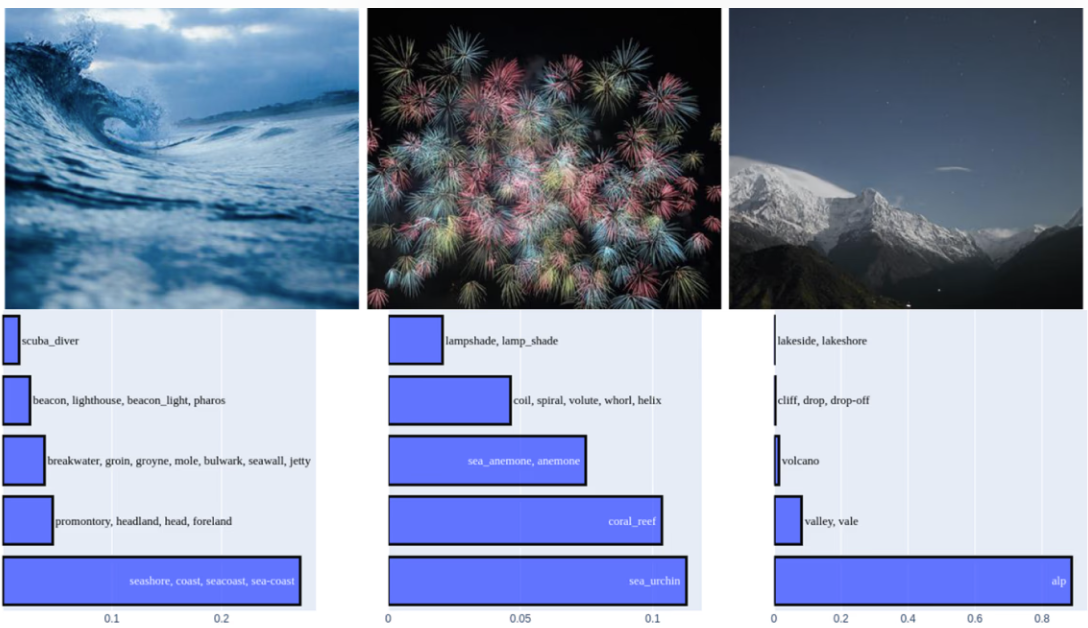 scuba_diver
beacon, lighthouse, beacon_light, pharos
breakwater, groin, groyne, mole, bulwark, seawall, jetty
promontory, headland, head, foreland
seashore, coast, seacoast, sea-coast
0.1 0.2
lampshade, lamp_shade
coil, spiral, volute, whorl, helix
sea_anemone, anemone
coral_reef
sea_urchin
0 0.05 0.1
lakeside, lakeshore
cliff, drop, drop-off
volcano
valley, vale
alp
0 0.2 0.4 0.6 0.8